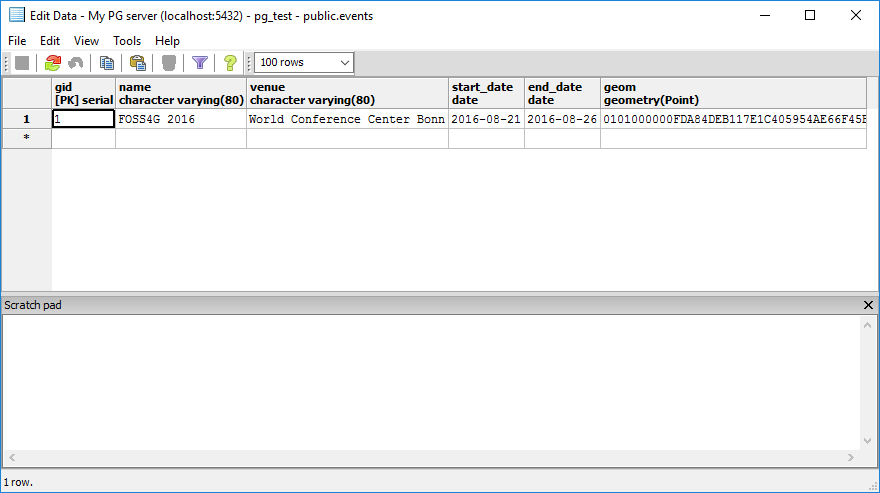 Edit Data - My PG server (localhost:5432) - pg_test - public.events
File Edit View Tools Help
100 rows
gid name venue start_date end_date geom
[PK] serial character varying(80) character varying(80) date date geometry(Point)
1 1 FOSS4G 2016 World Conference Center Bonn 2016-08-21 2016-08-26 0101000000FDA84DEB117E1C405954AE66F45E
*
Scratch pad
1 row.